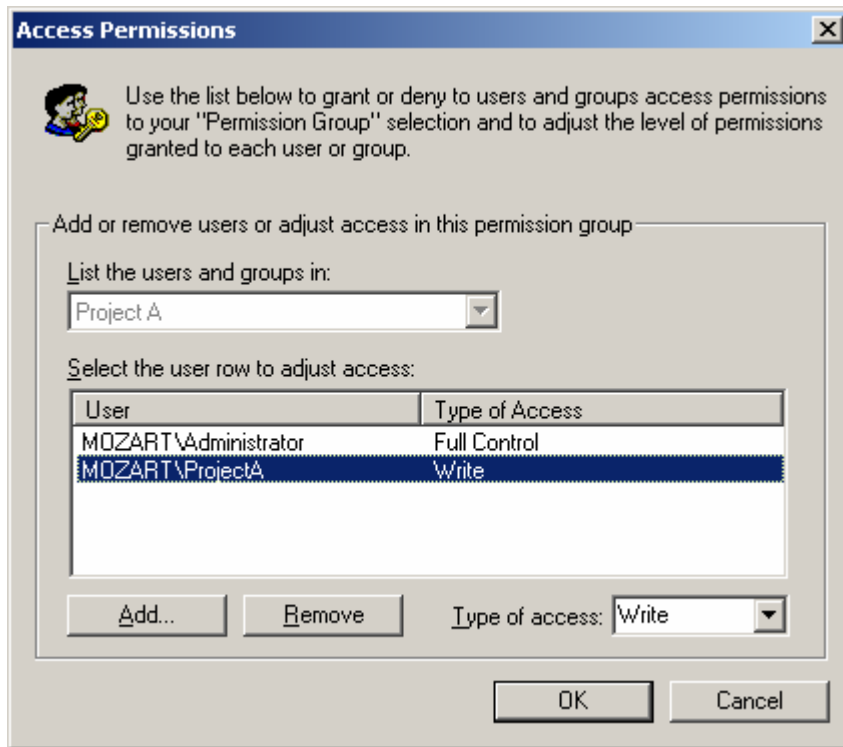 Access Permissions
Use the list below to grant or deny to users and groups access permissions
to your "Permission Group" selection and to adjust the level of permissions
granted to each user or group.
Add or remove users or adjust access in this permission group
List the users and groups in:
Project A
Select the user row to adjust access:
User Type of Access
MOZART\Administrator Full Control
MOZART\ProjectA Write
Add... Remove Type of access: Write
OK Cancel